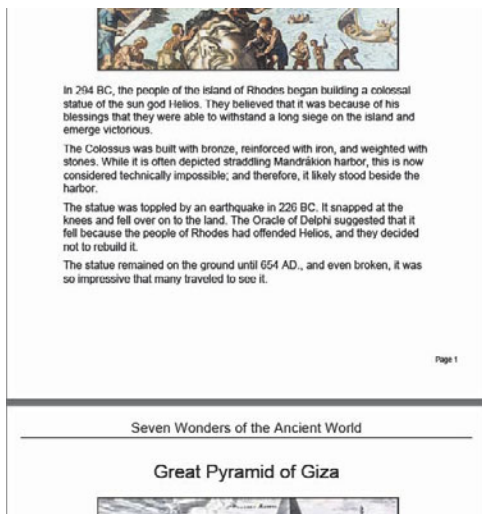 In 294 BC, the people of the island of Rhodes began building a colossal
statue of the sun god Helios. They believed that it was because of his
blessings that they were able to withstand a long siege on the island and
emerge victorious.
The Colossus was built with bronze, reinforced with iron, and weighted with
stones. While it is often depicted straddling Mandrákion harbor, this is now
considered technically impossible; and therefore, it likely stood beside the
harbor.
The statue was toppled by an earthquake in 226 BC. It snapped at the
knees and fell over on to the land. The Oracle of Delphi suggested that it
fell because the people of Rhodes had offended Helios, and they decided
not to rebuild it.
The statue remained on the ground until 654 AD., and even broken, it was
so impressive that many traveled to see it.
Page 1
Seven Wonders of the Ancient World
Great Pyramid of Giza